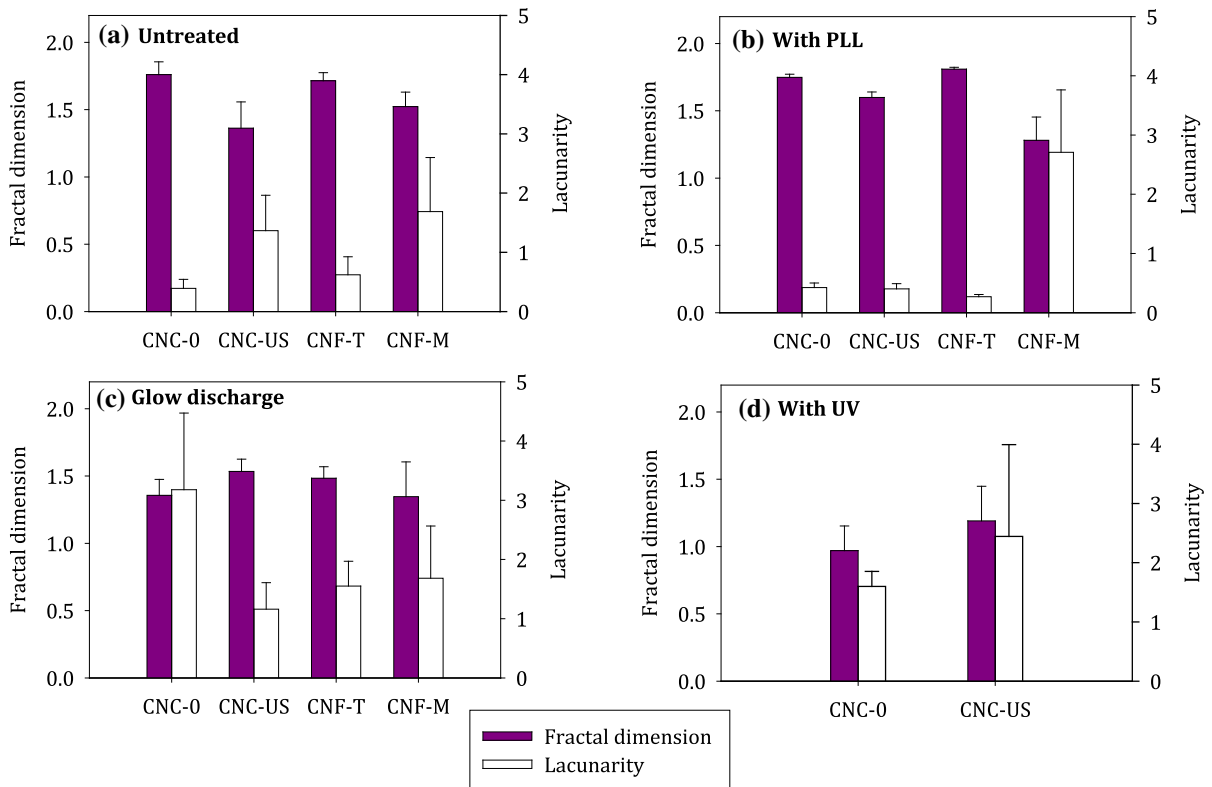 (a) Untreated
Fractal dimension
2.0
1.5
1.0
0.5
0.0
5
4
3
2
1
0
Lacunarity
CNC-0 CNC-US CNF-T CNF-M
(b) With PLL
Fractal dimension
2.0
1.5
1.0
0.5
0.0
5
4
3
2
1
0
Lacunarity
CNC-0 CNC-US CNF-T CNF-M
(c) Glow discharge
Fractal dimension
2.0
1.5
1.0
0.5
0.0
5
4
3
2
1
0
Lacunarity
CNC-0 CNC-US CNF-T CNF-M
(d) With UV
Fractal dimension
2.0
1.5
1.0
0.5
0.0
5
4
3
2
1
0
Lacunarity
CNC-0 CNC-US
Fractal dimension
Lacunarity